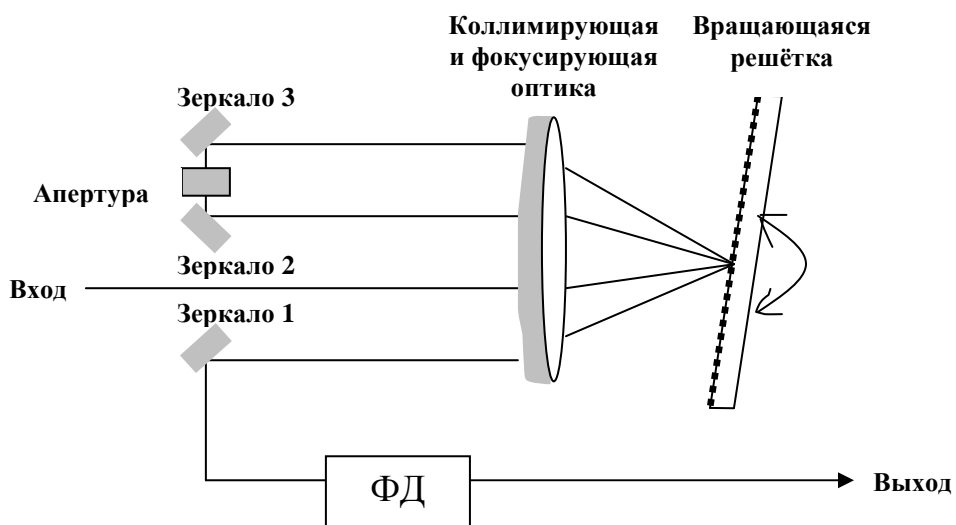 Коллимирующая
и фокусирующая
оптика
Вращающаяся
решётка
Зеркало 3
Апертура
Зеркало 2
Вход
Зеркало 1
ФД
Выход